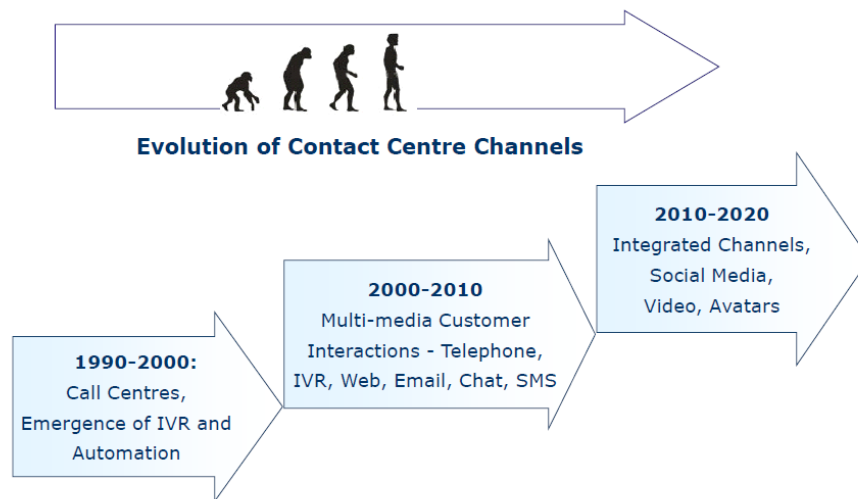 Evolution of Contact Centre Channels
1990-2000:
Call Centres,
Emergence of IVR and
Automation
2000-2010
Multi-media Customer
Interactions - Telephone,
IVR, Web, Email, Chat, SMS
2010-2020
Integrated Channels,
Social Media,
Video, Avatars